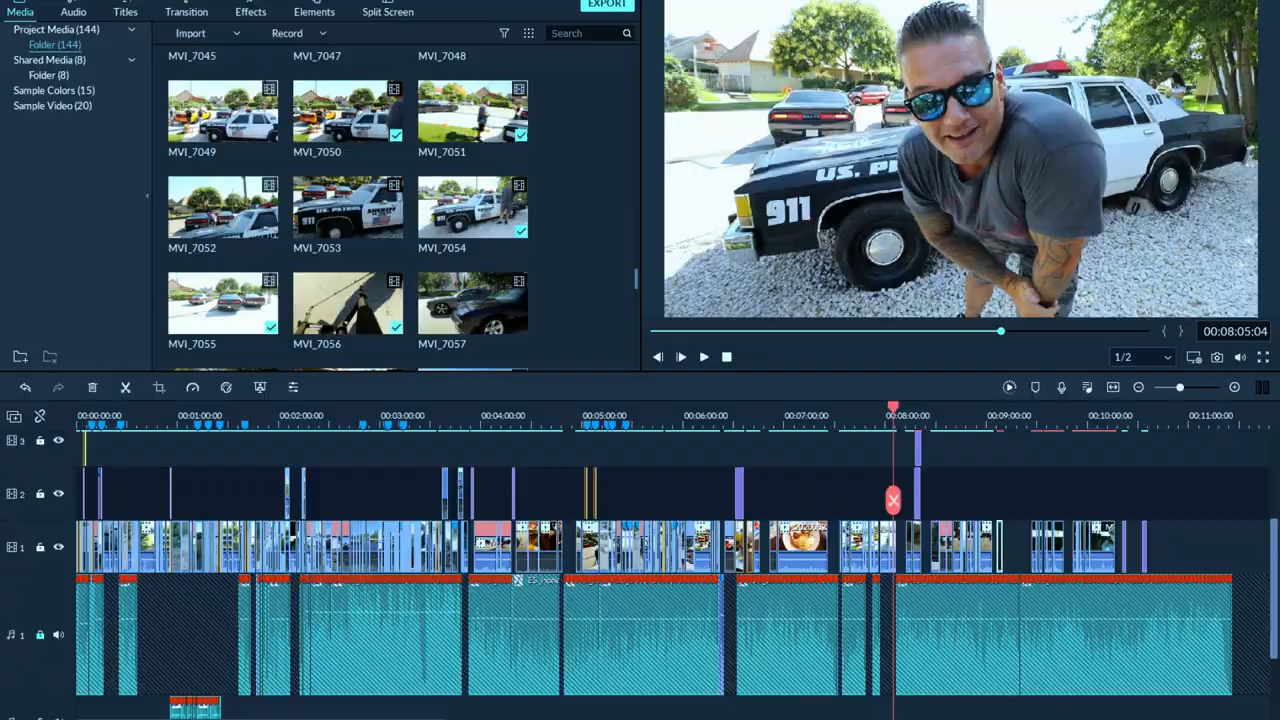 Media Audio Titles Transition Effects Elements Split Screen EXPORT
Project Media (144)
Folder (144)
Shared Media (8)
Folder (8)
Sample Colors (15)
Sample Video (20)
Import Record Search
MVI_7045 MVI_7047 MVI_7048
MVI_7049 MVI_7050 MVI_7051
MVI_7052 MVI_7053 MVI_7054
MVI_7055 MVI_7056 MVI_7057
911
U.S. P
911
00:08:05:04
1/2
00:00:00:00 00:01:00:00 00:02:00:00 00:03:00:00 00:04:00:00 00:05:00:00 00:06:00:00 00:07:00:00 00:08:00:00 00:09:00:00 00:10:00:00 00:11:00:00
3
2
1
1